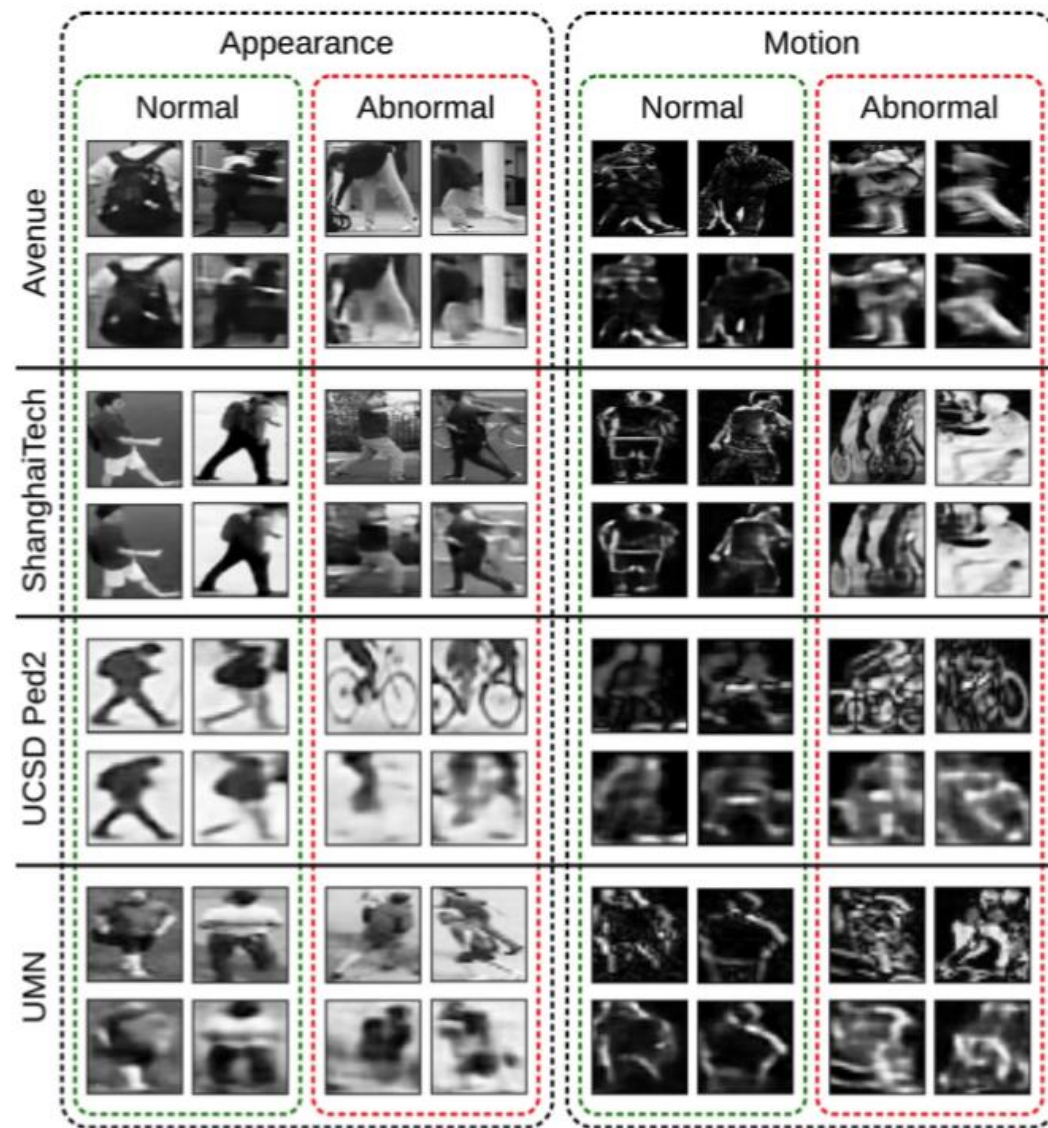 Appearance
Motion
Normal
Abnormal
Normal
Abnormal
Avenue
ShanghaiTech
UCSD Ped2
UMN